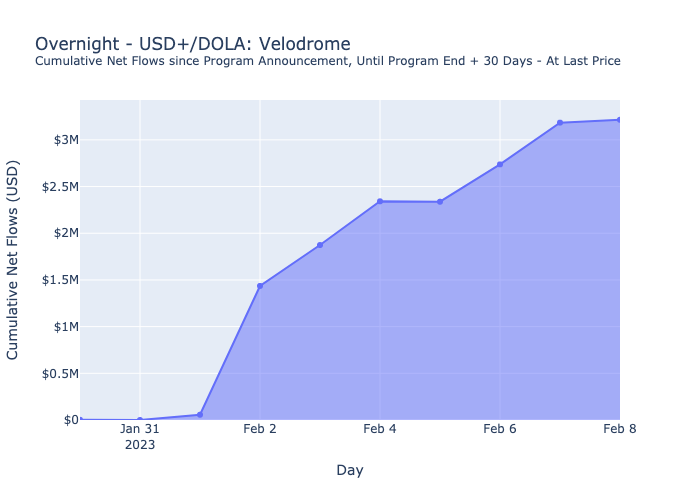 Overnight - USD+/DOLA: Velodrome
Cumulative Net Flows since Program Announcement, Until Program End + 30 Days - At Last Price
Cumulative Net Flows (USD)
$3M
$2.5M
$2M
$1.5M
$1M
$0.5M
$0
Jan 31
2023
Feb 2
Feb 4
Feb 6
Feb 8
Day